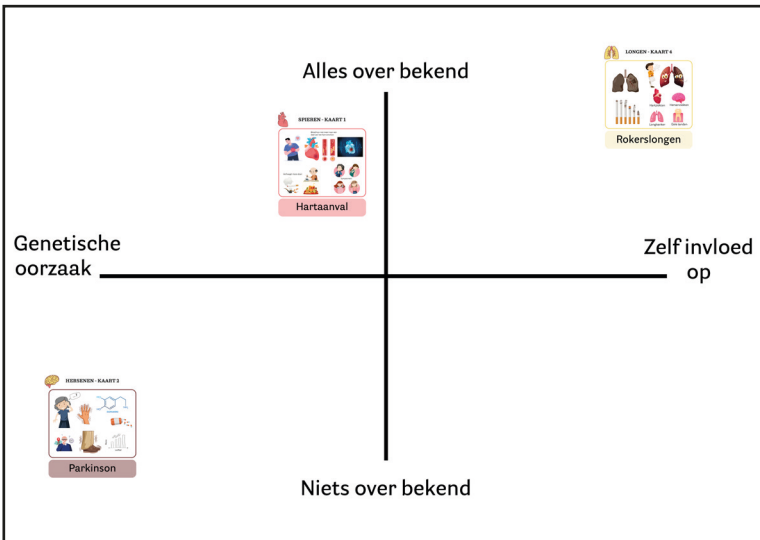 Alles over bekend
LONGEN - KAART 4
Rokerslongen
SPIEREN - KAART 1
Hartaanval
Genetische
oorzaak
Zelf invloed
op
HERSENEN - KAART 2
Parkinson
Niets over bekend